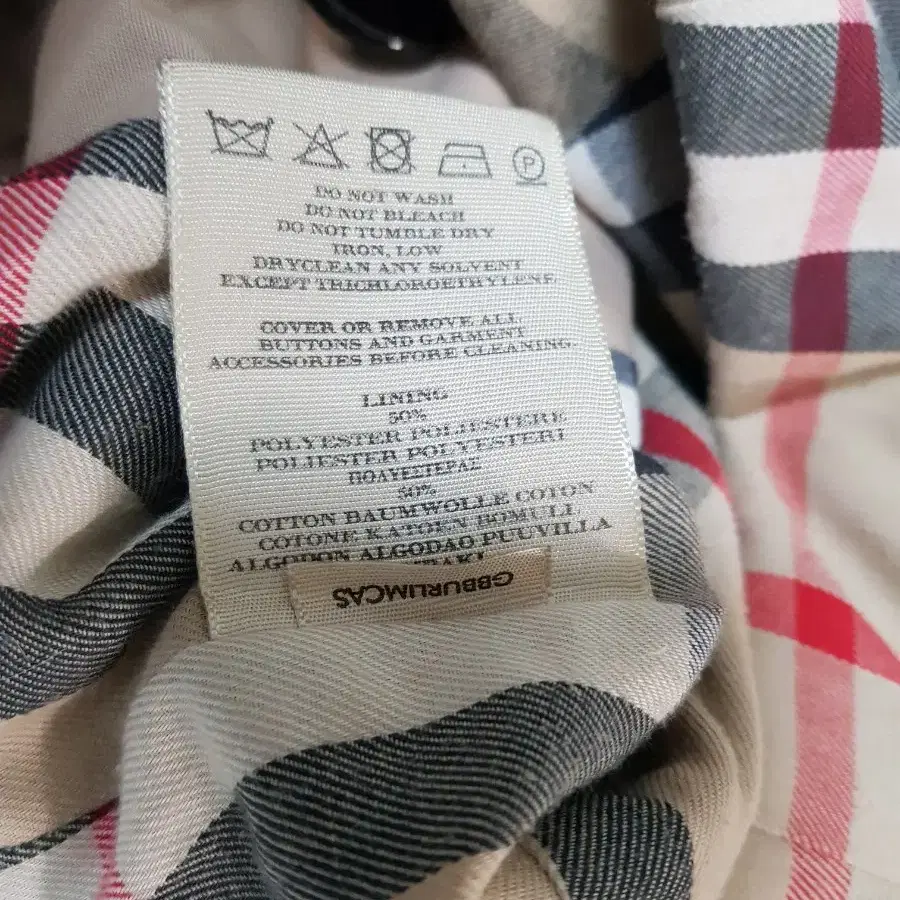 P
DO NOT WASH
DO NOT BLEACH
DO NOT TUMBLE DRY
IRON, LOW
DRYCLEAN ANY SOLVENT
EXCEPT TRICHLOROETHYLENE
COVER OR REMOVE ALL
BUTTONS AND GARMENT
ACCESSORIES BEFORE CLEANING.
LINING
50%
POLYESTER POLIESTERE
POLIESTER POLYESTERI
ΠΟΛΥΕΣΤΕΡΑΣ
50%
COTTON BAUMWOLLE COTON
COTONE KATOEN BOMULL
ALGODON ALGODAO PUUVILLA
GBBURLIMCAS